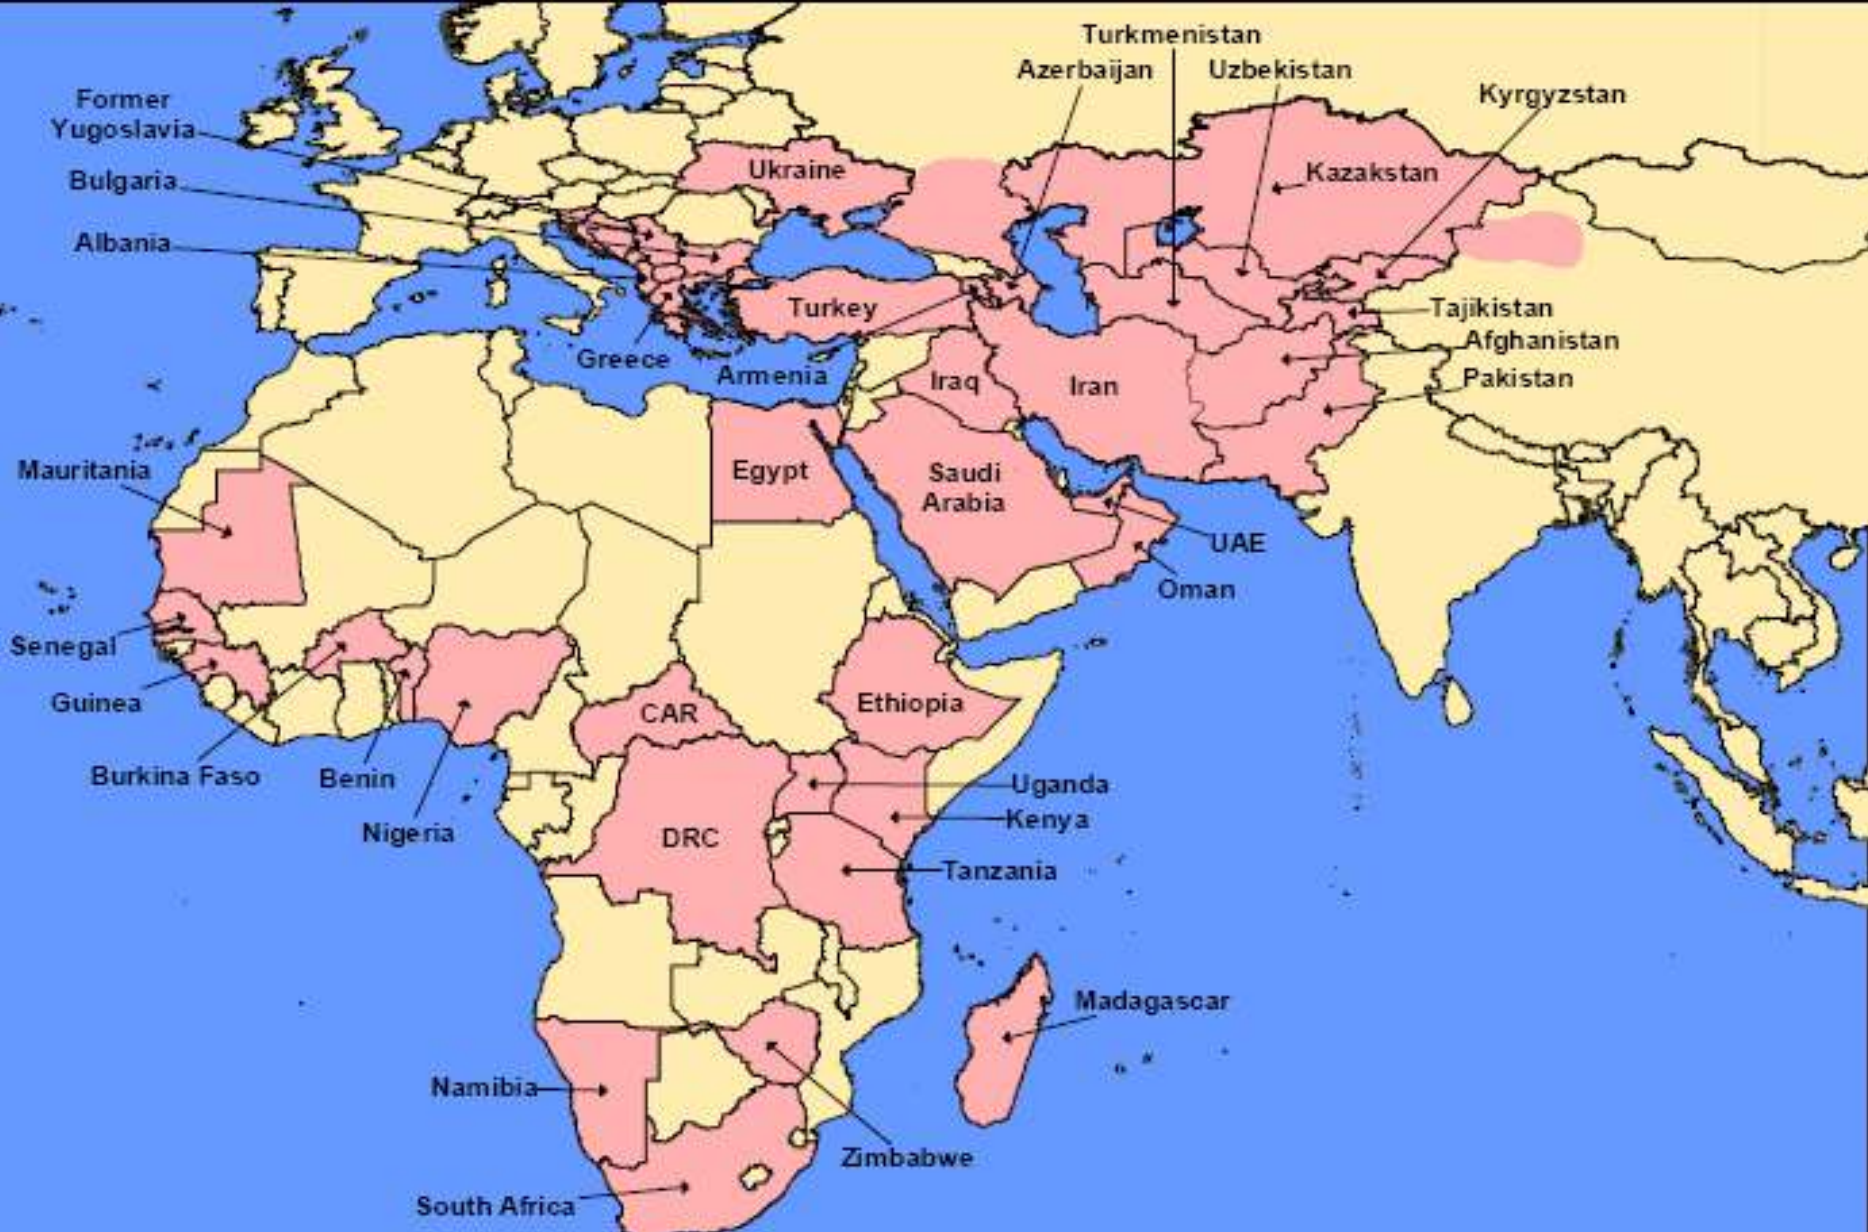 Turkmenistan
Azerbaijan
Uzbekistan
Kyrgyzstan
Former
Yugoslavia
Ukraine
Kazakstan
Bulgaria
Albania
Turkey
Tajikistan
Afghanistan
Greece
Armenia
Iraq
Iran
Pakistan
Mauritania
Egypt
Saudi
Arabia
UAE
Oman
Senegal
Guinea
CAR
Ethiopia
Burkina Faso
Benin
Uganda
Nigeria
DRC
Kenya
Tanzania
Madagascar
Namibia
Zimbabwe
South Africa